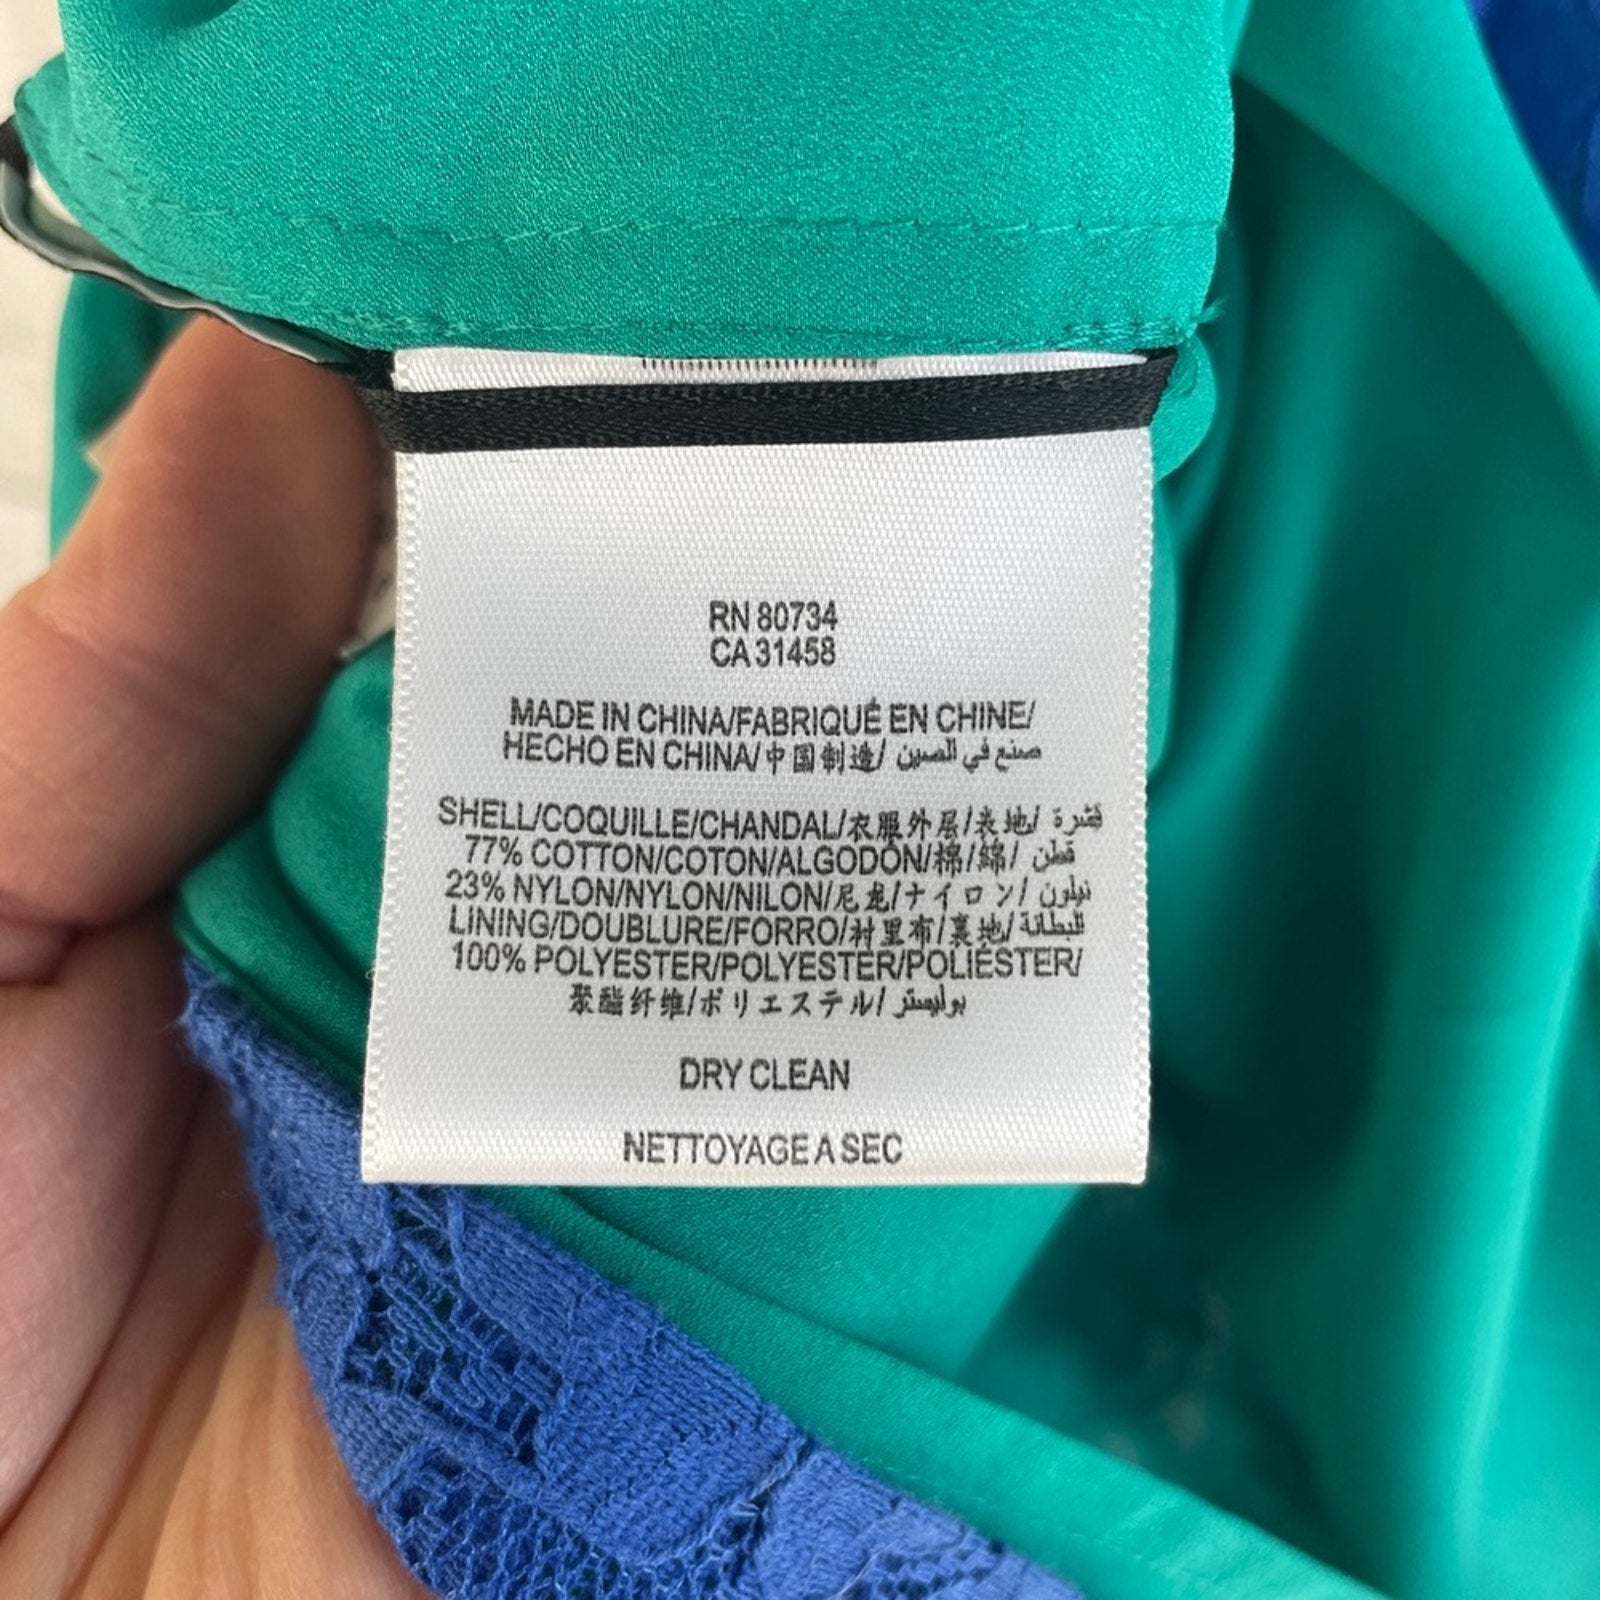 RN 80734
CA 31458
MADE IN CHINA/FABRIQUÉ EN CHINE/
HECHO EN CHINA/中国制造/ صنع في الصين
SHELL/COQUILLE/CHANDAL/衣服外层/表地/ قشرة
77% COTTON/COTON/ALGODÓN/棉/綿/ قطن
23% NYLON/NYLON/NILON/尼龙/ナイロン/ نيلون
LINING/DOUBLURE/FORRO/衬里布/裏地/ للبطانة
100% POLYESTER/POLYESTER/POLIÉSTER/
聚酯纤维/ポリエステル/ بوليستر
DRY CLEAN
NETTOYAGE A SEC